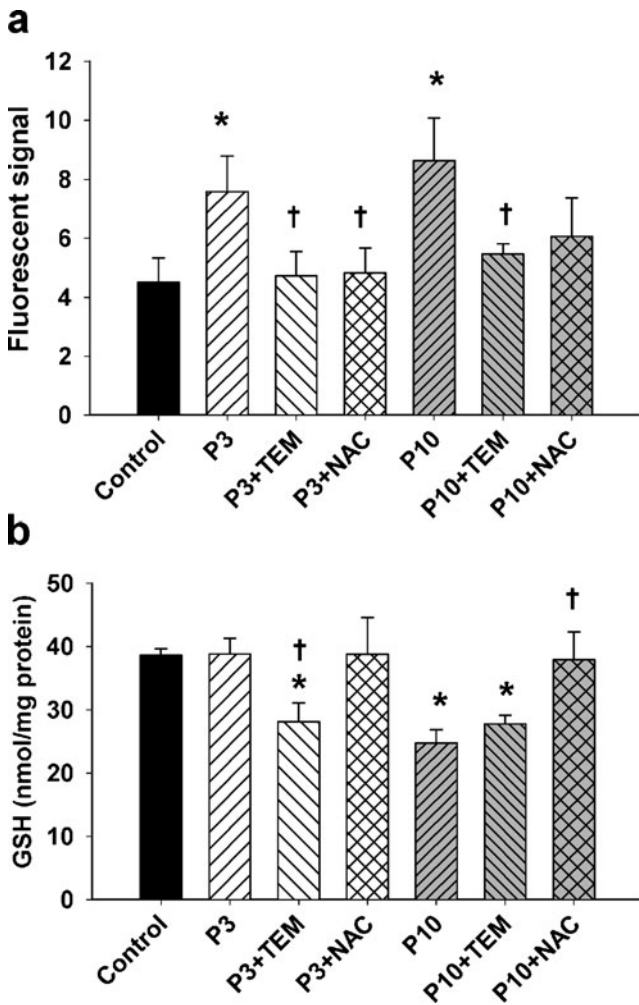 a
Fluorescent signal
12
10
8
6
4
2
0
*
†
†
*
†
Control
P3
P3+TEM
P3+NAC
P10
P10+TEM
P10+NAC
b
GSH (nmol/mg protein)
50
40
30
20
10
0
†
*
*
*
†
Control
P3
P3+TEM
P3+NAC
P10
P10+TEM
P10+NAC